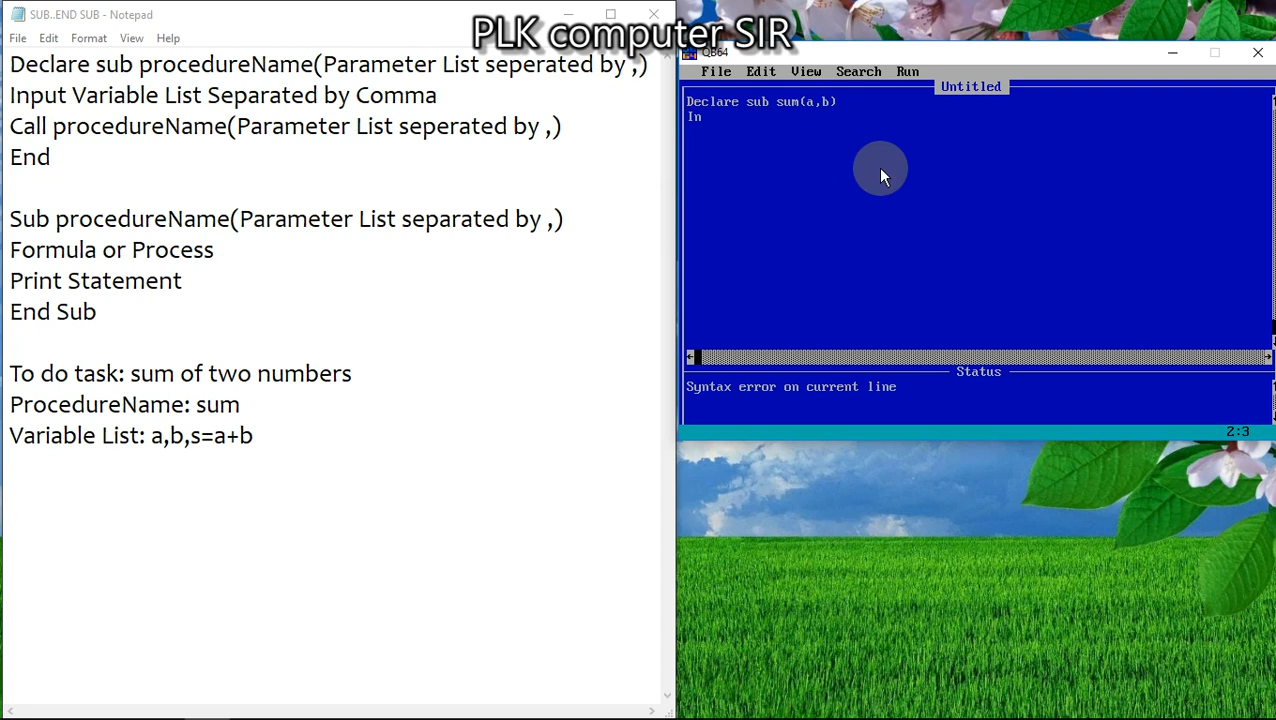 SUB..END SUB - Notepad
PLK computer SIR
File Edit Format View Help
Declare sub procedureName(Parameter List seperated by ,)
Input Variable List Separated by Comma
Call procedureName(Parameter List seperated by ,)
End
Sub procedureName(Parameter List separated by ,)
Formula or Process
Print Statement
End Sub
To do task: sum of two numbers
ProcedureName: sum
Variable List: a,b,s=a+b
QB64
File Edit View Search Run
Untitled
Declare sub sum(a,b)
In
Status
Syntax error on current line
2:3